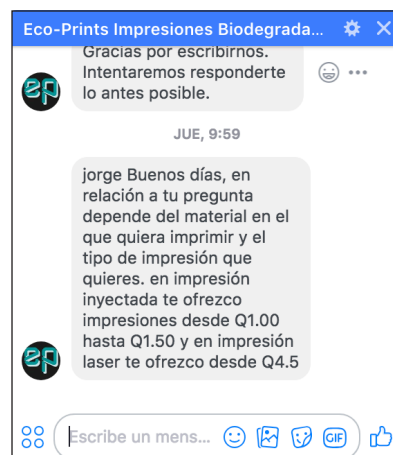 Eco-Prints Impresiones Biodegrada...
Gracias por escribirnos.
Intentaremos responderte
lo antes posible.
JUE, 9:59
jorge Buenos días, en
relación a tu pregunta
depende del material en el
que quiera imprimir y el
tipo de impresión que
quieres. en impresión
inyectada te ofrezco
impresiones desde Q1.00
hasta Q1.50 y en impresión
laser te ofrezco desde Q4.5
ep
ep
Escribe un mens...
GIF